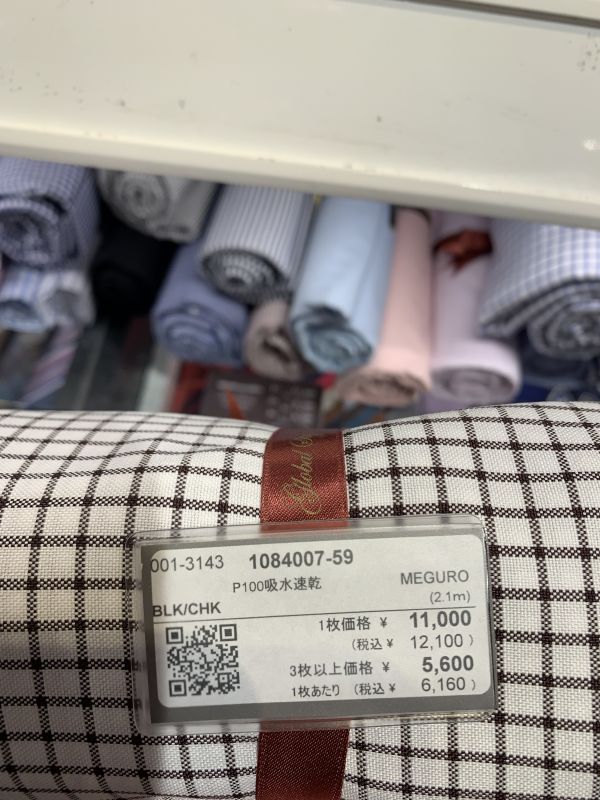 Global
001-3143 1084007-59
P100吸水速乾 MEGURO
(2.1m)
BLK/CHK
1枚価格 ¥ 11,000
(税込 ¥ 12,100 )
3枚以上価格 ¥ 5,600
1枚あたり (税込 ¥ 6,160 )